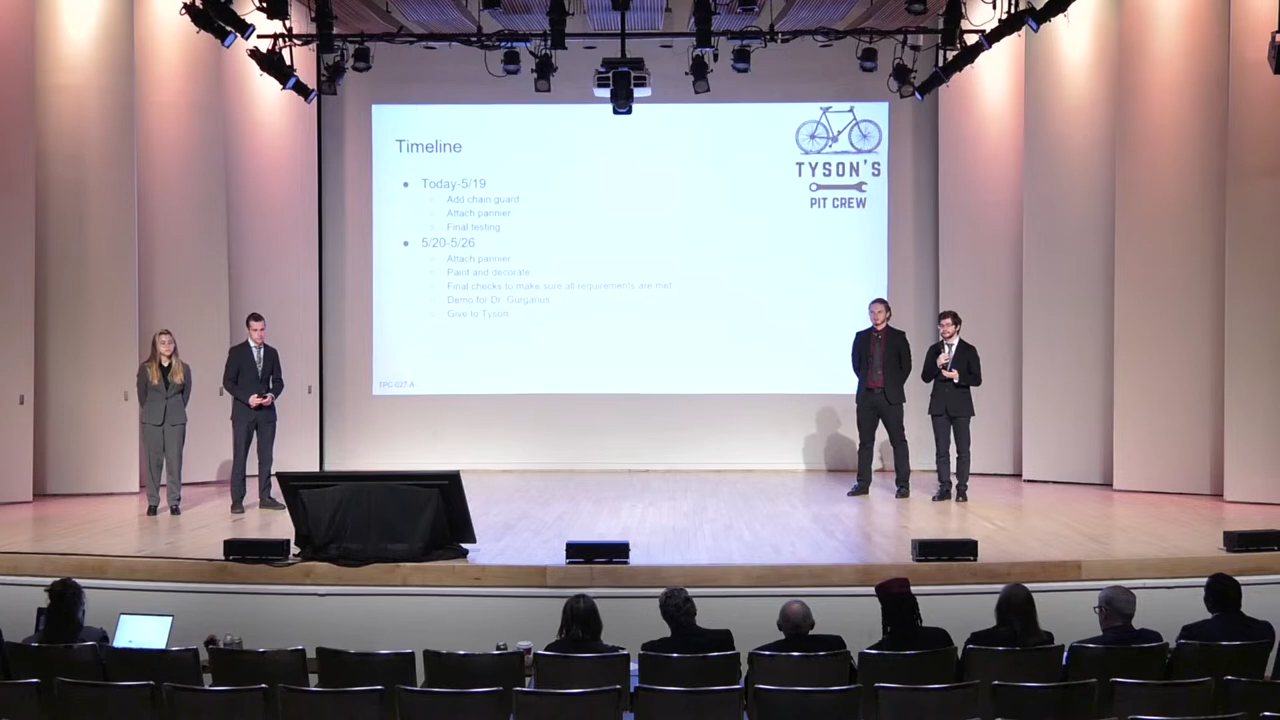 Timeline
TYSON'S
PIT CREW
● Today-5/19
○ Add chain guard
○ Attach pannier
○ Final testing
● 5/20-5/26
○ Attach pannier
○ Paint and decorate
○ Final checks to make sure all requirements are met
○ Demo for Dr. Gurganus
○ Give to Tyson
TPC-027-A